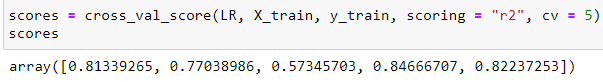 scores = cross_val_score(LR, X_train, y_train, scoring = "r2", cv = 5)
scores
array([0.81339265, 0.77038986, 0.57345703, 0.84666707, 0.82237253])